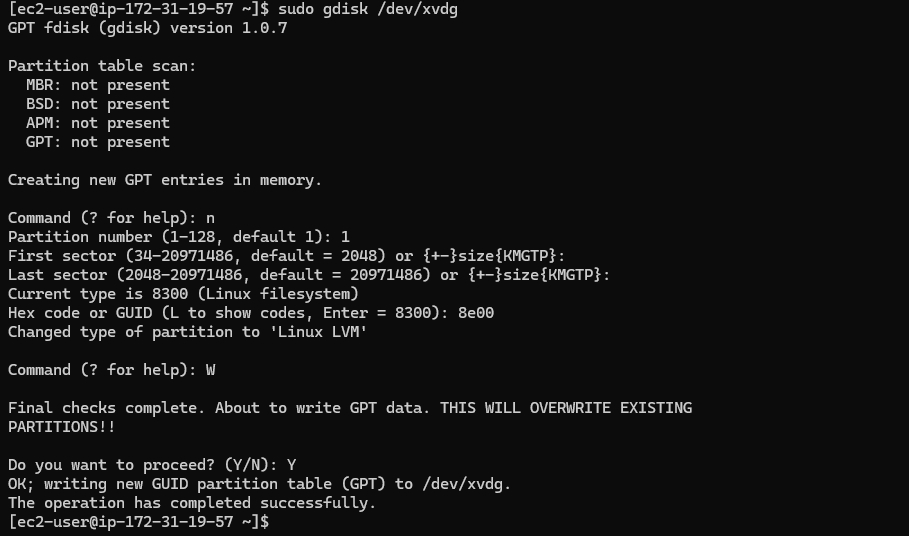 [ec2-user@ip-172-31-19-57 ~]$ sudo gdisk /dev/xvdg
GPT fdisk (gdisk) version 1.0.7
Partition table scan:
MBR: not present
BSD: not present
APM: not present
GPT: not present
Creating new GPT entries in memory.
Command (? for help): n
Partition number (1-128, default 1): 1
First sector (34-20971486, default = 2048) or {+-}size{KMGTP}:
Last sector (2048-20971486, default = 20971486) or {+-}size{KMGTP}:
Current type is 8300 (Linux filesystem)
Hex code or GUID (L to show codes, Enter = 8300): 8e00
Changed type of partition to 'Linux LVM'
Command (? for help): W
Final checks complete. About to write GPT data. THIS WILL OVERWRITE EXISTING
PARTITIONS!!
Do you want to proceed? (Y/N): Y
OK; writing new GUID partition table (GPT) to /dev/xvdg.
The operation has completed successfully.
[ec2-user@ip-172-31-19-57 ~]$